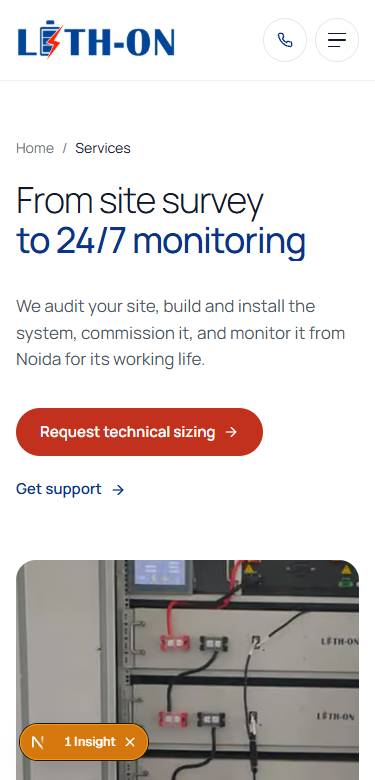 LITH-ON
Home / Services
From site survey
to 24/7 monitoring
We audit your site, build and install the
system, commission it, and monitor it from
Noida for its working life.
Request technical sizing →
Get support →
LITH-ON
LITH-ON
N 1 Insight ×